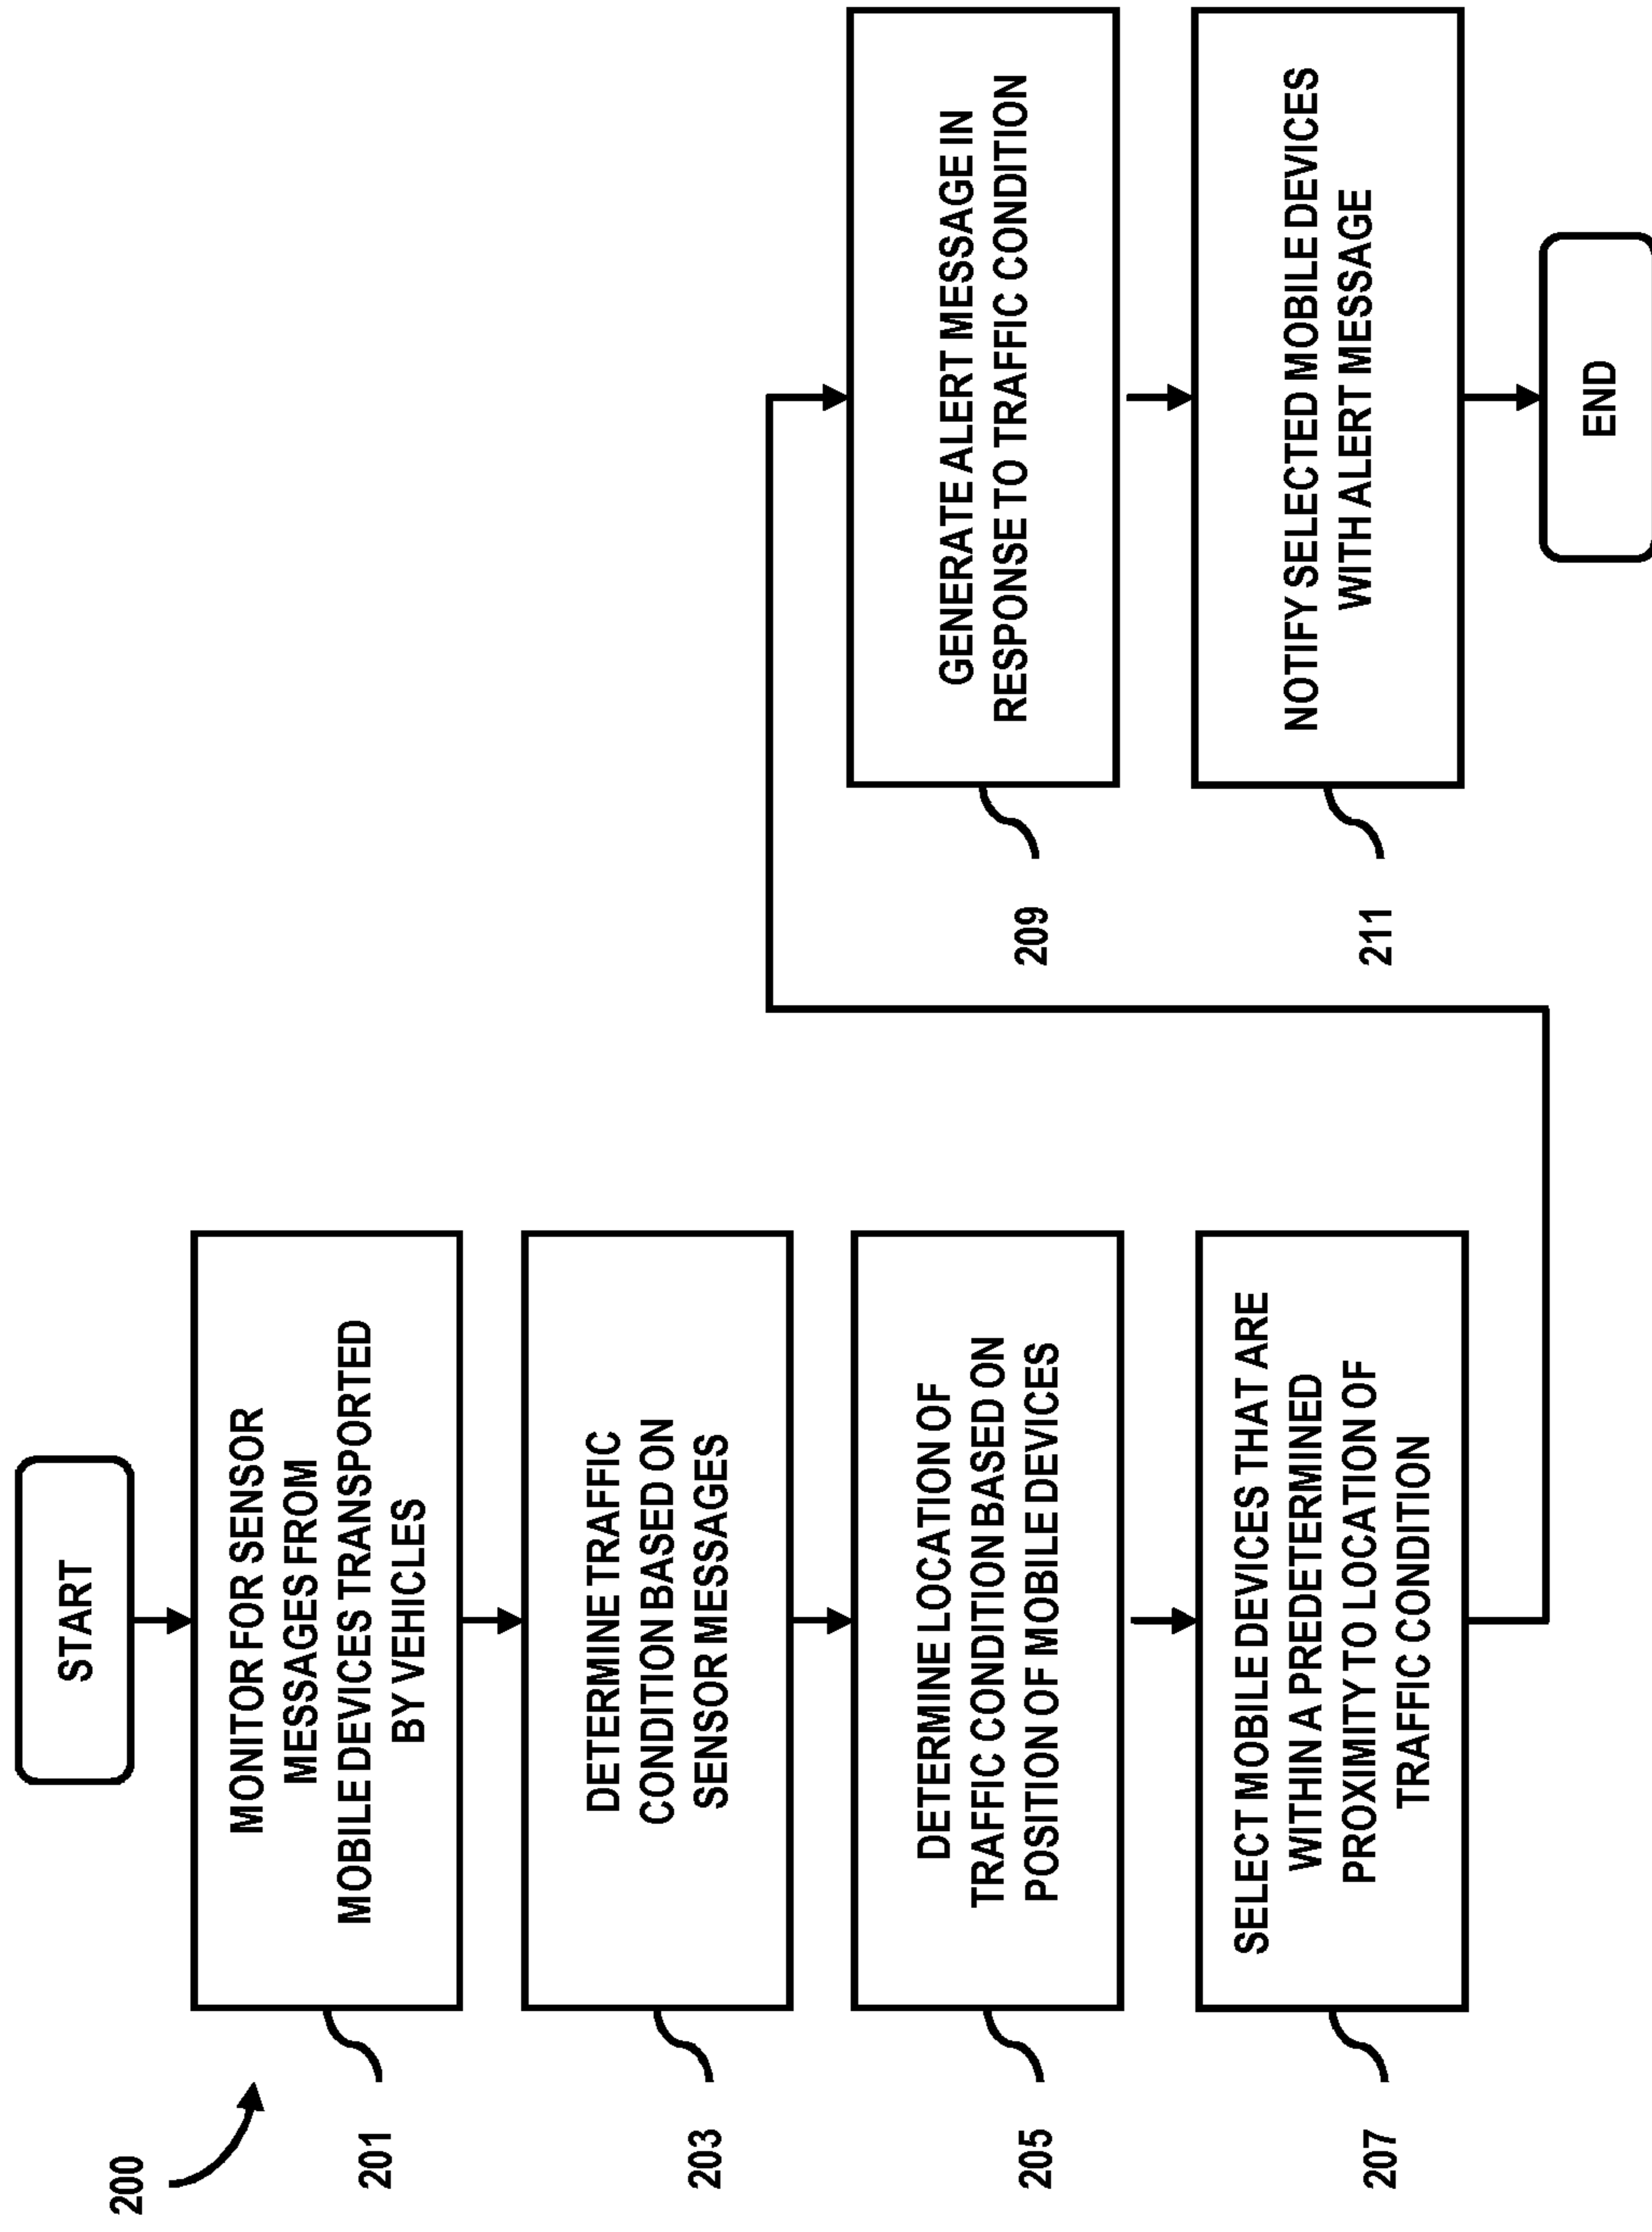 200
START
201
MONITOR FOR SENSOR
MESSAGES FROM
MOBILE DEVICES TRANSPORTED
BY VEHICLES
203
DETERMINE TRAFFIC
CONDITION BASED ON
SENSOR MESSAGES
205
DETERMINE LOCATION OF
TRAFFIC CONDITION BASED ON
POSITION OF MOBILE DEVICES
207
SELECT MOBILE DEVICES THAT ARE
WITHIN A PREDETERMINED
PROXIMITY TO LOCATION OF
TRAFFIC CONDITION
209
GENERATE ALERT MESSAGE IN
RESPONSE TO TRAFFIC CONDITION
211
NOTIFY SELECTED MOBILE DEVICES
WITH ALERT MESSAGE
END